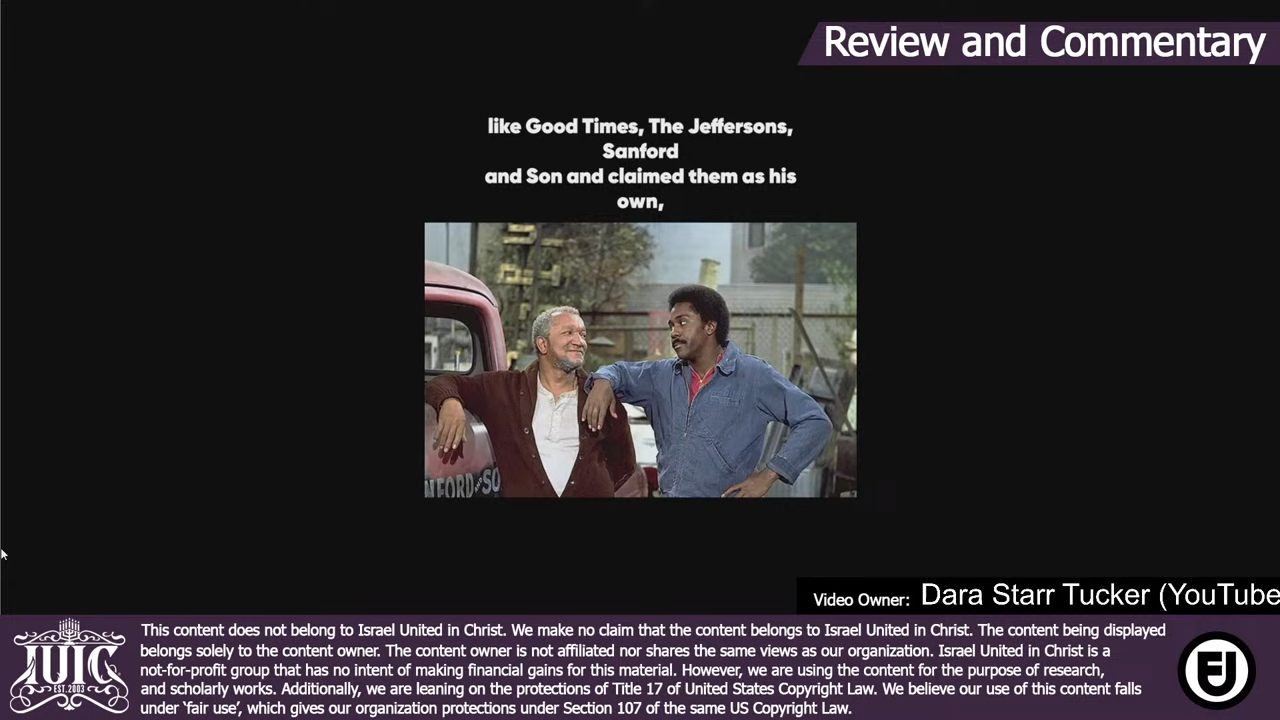 Review and Commentary
like Good Times, The Jeffersons,
Sanford
and Son and claimed them as his
own,
NFORD AND SO
Video Owner: Dara Starr Tucker (YouTube
This content does not belong to Israel United in Christ. We make no claim that the content belongs to Israel United in Christ. The content being displayed
belongs solely to the content owner. The content owner is not affiliated nor shares the same views as our organization. Israel United in Christ is a
not-for-profit group that has no intent of making financial gains for this material. However, we are using the content for the purpose of research,
and scholarly works. Additionally, we are leaning on the protections of Title 17 of United States Copyright Law. We believe our use of this content falls
under 'fair use', which gives our organization protections under Section 107 of the same US Copyright Law.
IUIC
EST. 2003